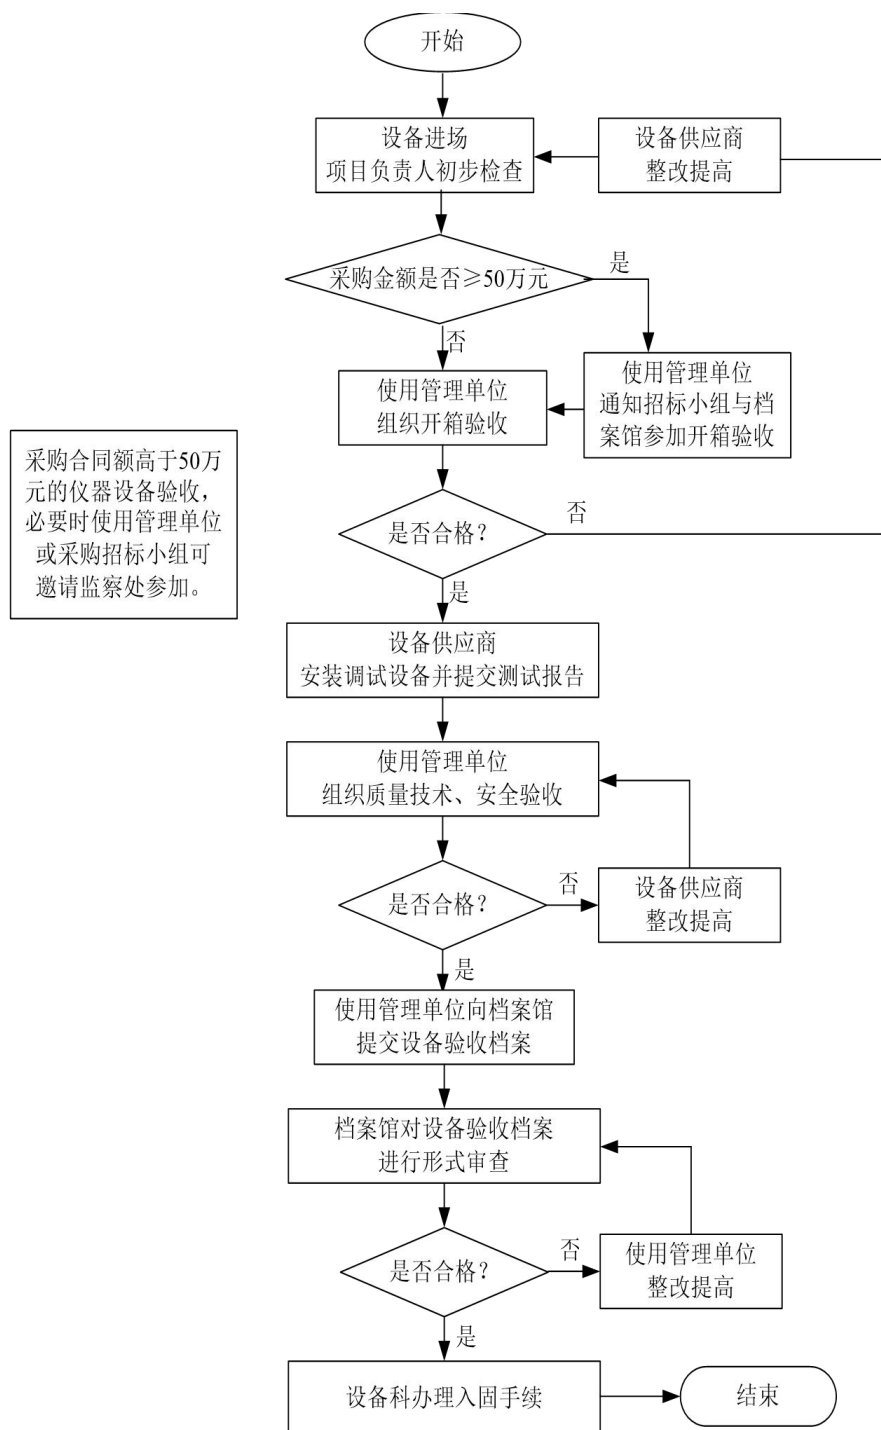 开始
设备进场
项目负责人初步检查
设备供应商
整改提高
采购金额是否≥50万元
是
否
使用管理单位
组织开箱验收
使用管理单位
通知招标小组与档
案馆参加开箱验收
采购合同额高于50万
元的仪器设备验收，
必要时使用管理单位
或采购招标小组可
邀请监察处参加。
是否合格？
否
是
设备供应商
安装调试设备并提交测试报告
使用管理单位
组织质量技术、安全验收
是否合格？
否
设备供应商
整改提高
是
使用管理单位向档案馆
提交设备验收档案
档案馆对设备验收档案
进行形式审查
是否合格？
否
使用管理单位
整改提高
是
设备科办理入固手续
结束